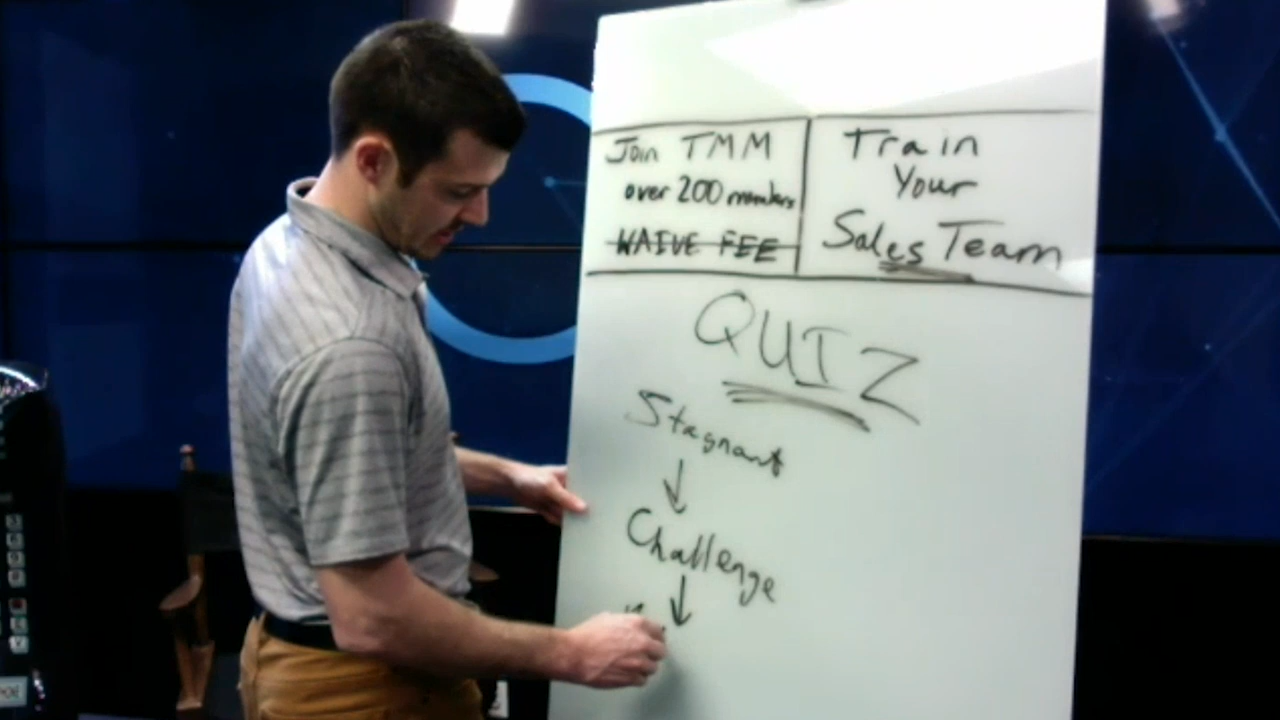 Join TMM
over 200 members
WAIVE FEE
Train
Your
Sales Team
QUIZ
Stagnant
Challenge